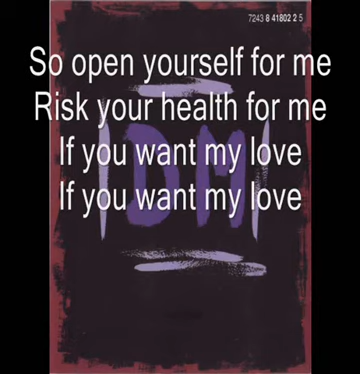 7243 8 41802 2 5
So open yourself for me
Risk your health for me
If you want my love
If you want my love
DM